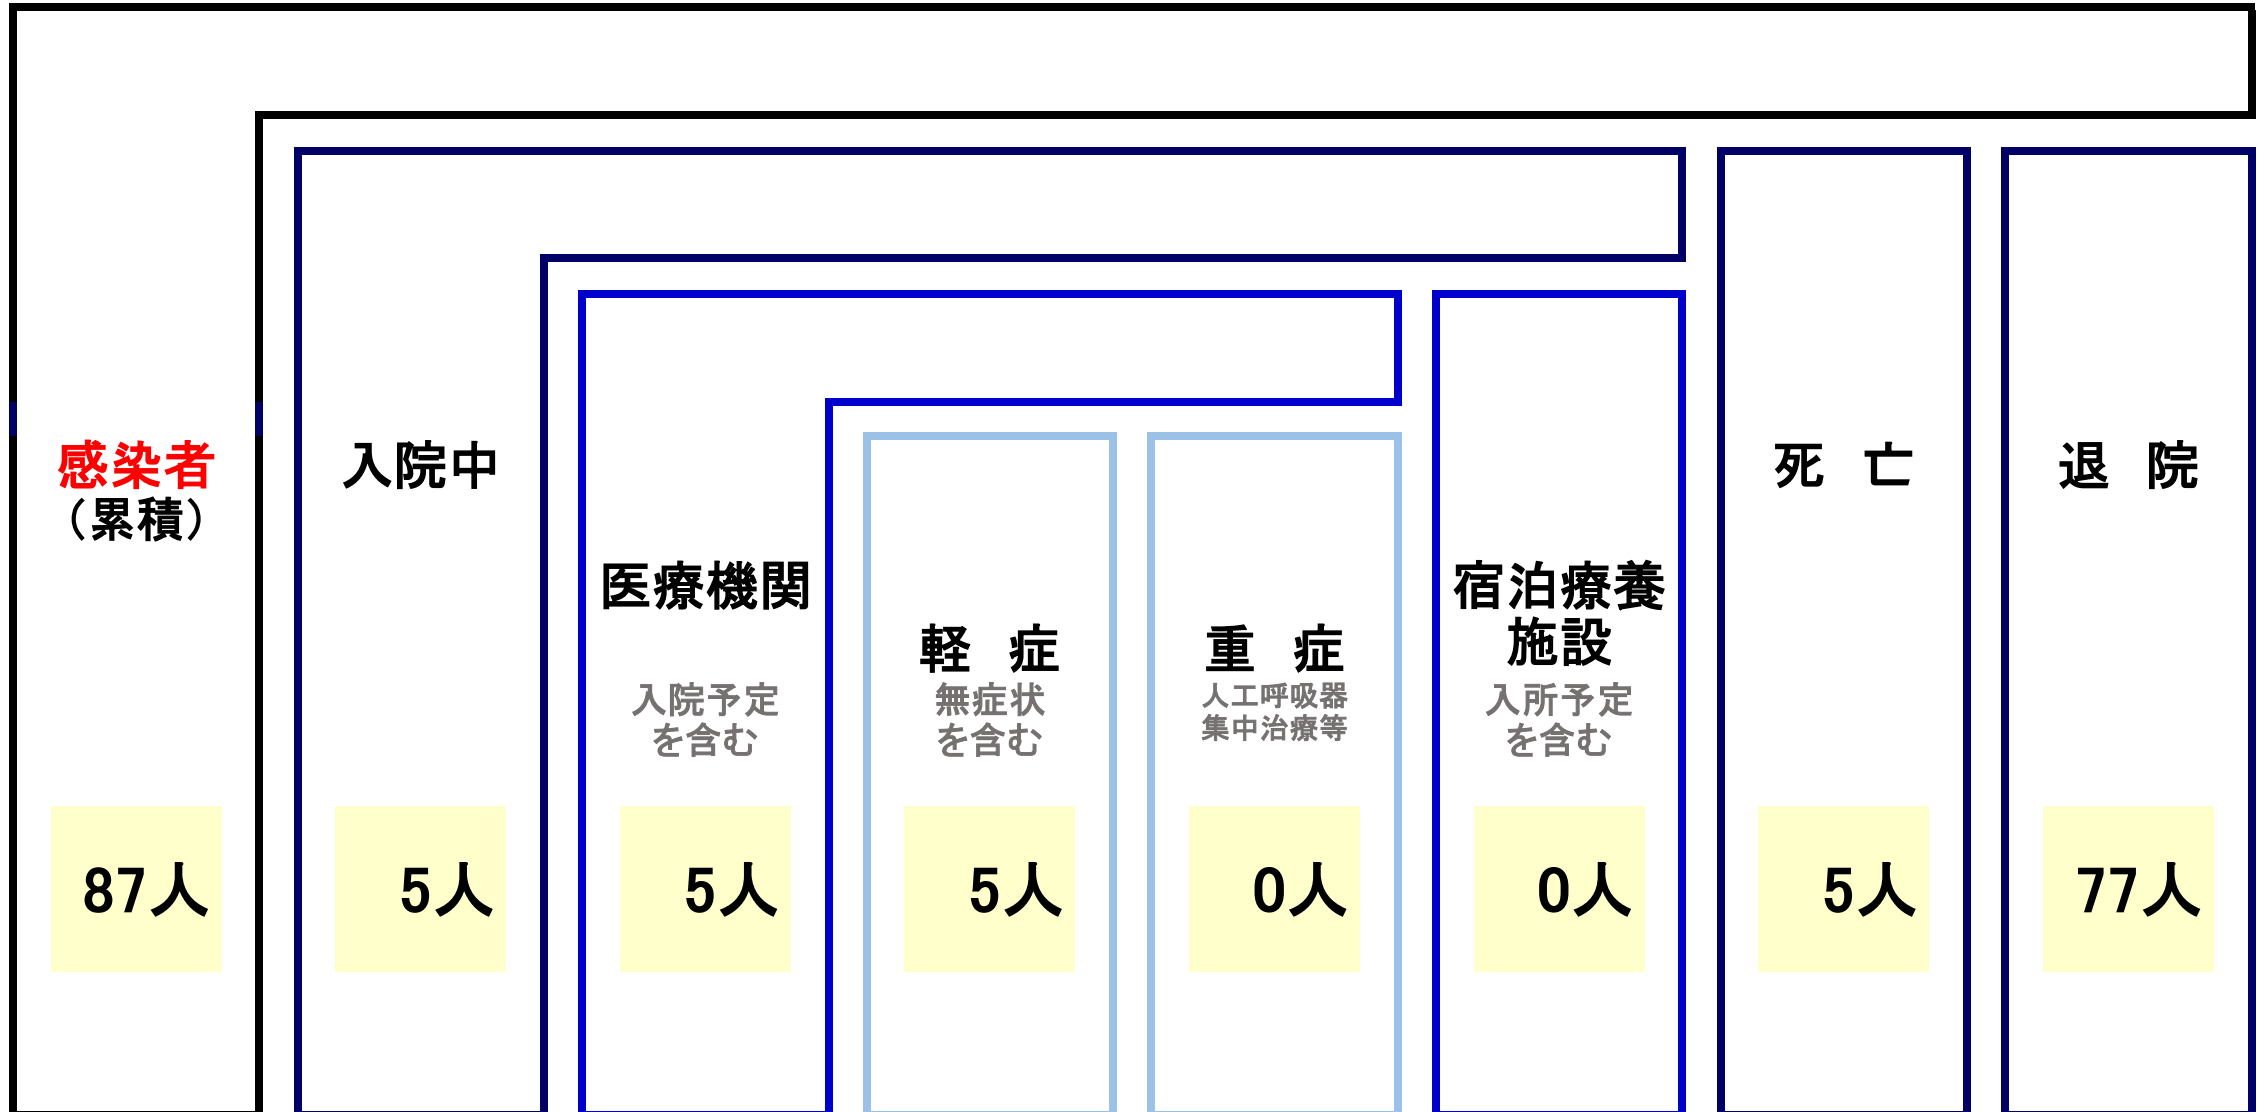 感染者
（累積）
87人
入院中
5人
医療機関
入院予定
を含む
5人
軽 症
無症状
を含む
5人
重 症
人工呼吸器
集中治療等
0人
宿泊療養
施設
入所予定
を含む
0人
死 亡
5人
退 院
77人